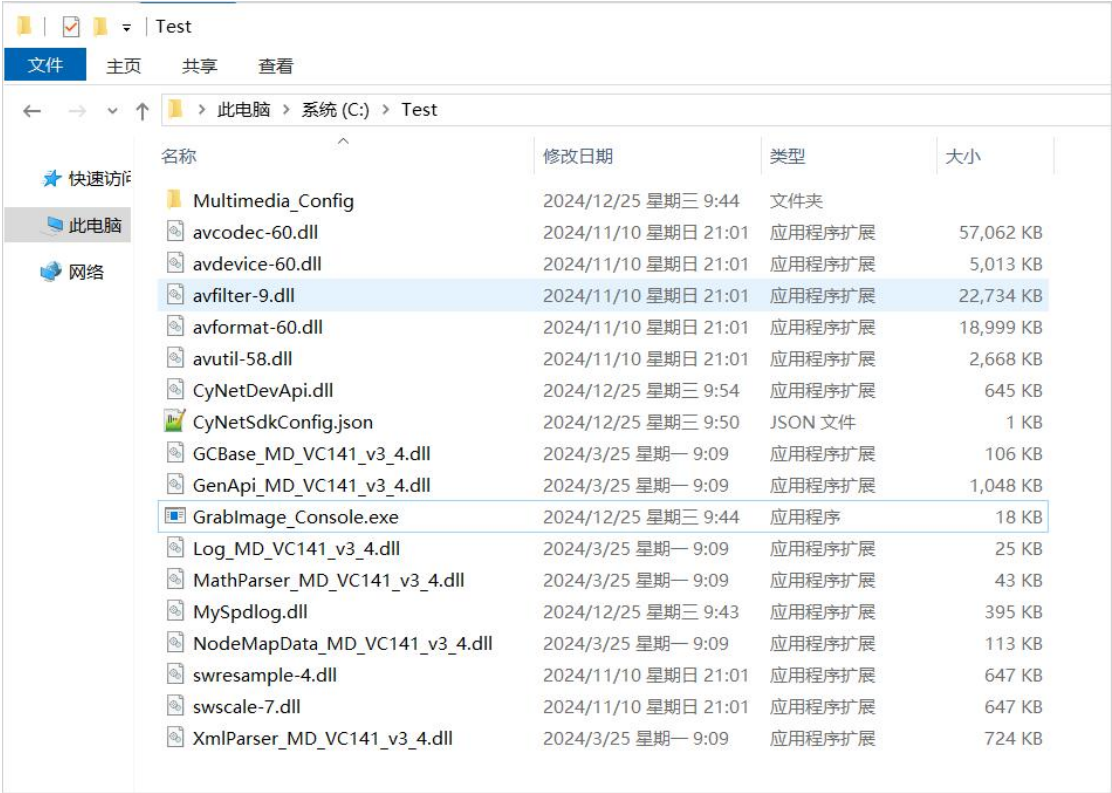 Test
文件 主页 共享 查看
此电脑 系统 (C:) Test
名称 修改日期 类型 大小
快速访问
此电脑
网络
Multimedia_Config 2024/12/25 星期三 9:44 文件夹
avcodec-60.dll 2024/11/10 星期日 21:01 应用程序扩展 57,062 KB
avdevice-60.dll 2024/11/10 星期日 21:01 应用程序扩展 5,013 KB
avfilter-9.dll 2024/11/10 星期日 21:01 应用程序扩展 22,734 KB
avformat-60.dll 2024/11/10 星期日 21:01 应用程序扩展 18,999 KB
avutil-58.dll 2024/11/10 星期日 21:01 应用程序扩展 2,668 KB
CyNetDevApi.dll 2024/12/25 星期三 9:54 应用程序扩展 645 KB
CyNetSdkConfig.json 2024/12/25 星期三 9:50 JSON 文件 1 KB
GCBase_MD_VC141_v3_4.dll 2024/3/25 星期一 9:09 应用程序扩展 106 KB
GenApi_MD_VC141_v3_4.dll 2024/3/25 星期一 9:09 应用程序扩展 1,048 KB
GrabImage_Console.exe 2024/12/25 星期三 9:44 应用程序 18 KB
Log_MD_VC141_v3_4.dll 2024/3/25 星期一 9:09 应用程序扩展 25 KB
MathParser_MD_VC141_v3_4.dll 2024/3/25 星期一 9:09 应用程序扩展 43 KB
MySpdlog.dll 2024/12/25 星期三 9:43 应用程序扩展 395 KB
NodeMapData_MD_VC141_v3_4.dll 2024/3/25 星期一 9:09 应用程序扩展 113 KB
swresample-4.dll 2024/11/10 星期日 21:01 应用程序扩展 647 KB
swscale-7.dll 2024/11/10 星期日 21:01 应用程序扩展 647 KB
XmlParser_MD_VC141_v3_4.dll 2024/3/25 星期一 9:09 应用程序扩展 724 KB